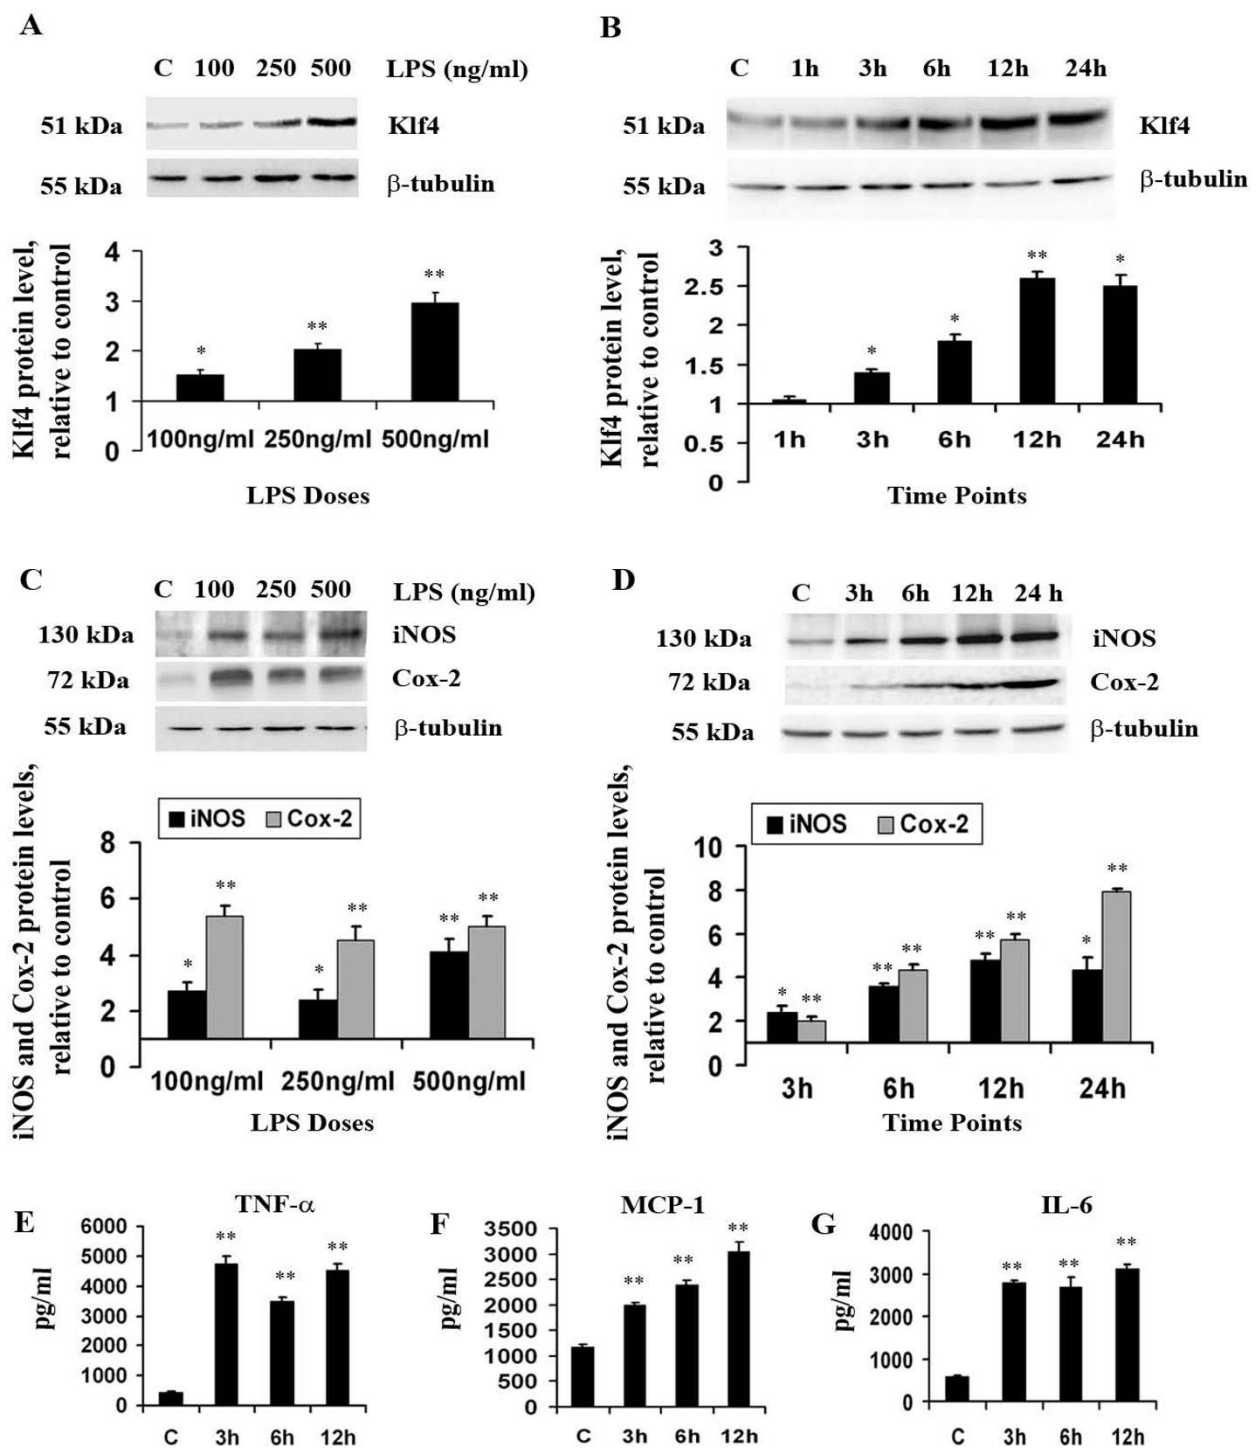 A
C 100 250 500 LPS (ng/ml)
51 kDa Klf4
55 kDa β-tubulin
Klf4 protein level,
relative to control
4
3
2
1
0
*
**
**
100ng/ml 250ng/ml 500ng/ml
LPS Doses
B
C 1h 3h 6h 12h 24h
51 kDa Klf4
55 kDa β-tubulin
Klf4 protein level,
relative to control
3
2.5
2
1.5
1
0.5
0
*
*
**
*
1h 3h 6h 12h 24h
Time Points
C
C 100 250 500 LPS (ng/ml)
130 kDa iNOS
72 kDa Cox-2
55 kDa β-tubulin
iNOS and Cox-2 protein levels,
relative to control
iNOS Cox-2
8
6
4
2
0
* **
* **
** **
100ng/ml 250ng/ml 500ng/ml
LPS Doses
D
C 3h 6h 12h 24 h
130 kDa iNOS
72 kDa Cox-2
55 kDa β-tubulin
iNOS and Cox-2 protein levels,
relative to control
iNOS Cox-2
10
8
6
4
2
0
* **
** **
** **
* **
3h 6h 12h 24h
Time Points
E
TNF-α
pg/ml
6000
5000
4000
3000
2000
1000
0
** ** **
C 3h 6h 12h
F
MCP-1
pg/ml
3500
3000
2500
2000
1500
1000
500
0
** ** **
C 3h 6h 12h
G
IL-6
pg/ml
4000
3000
2000
1000
0
** ** **
C 3h 6h 12h